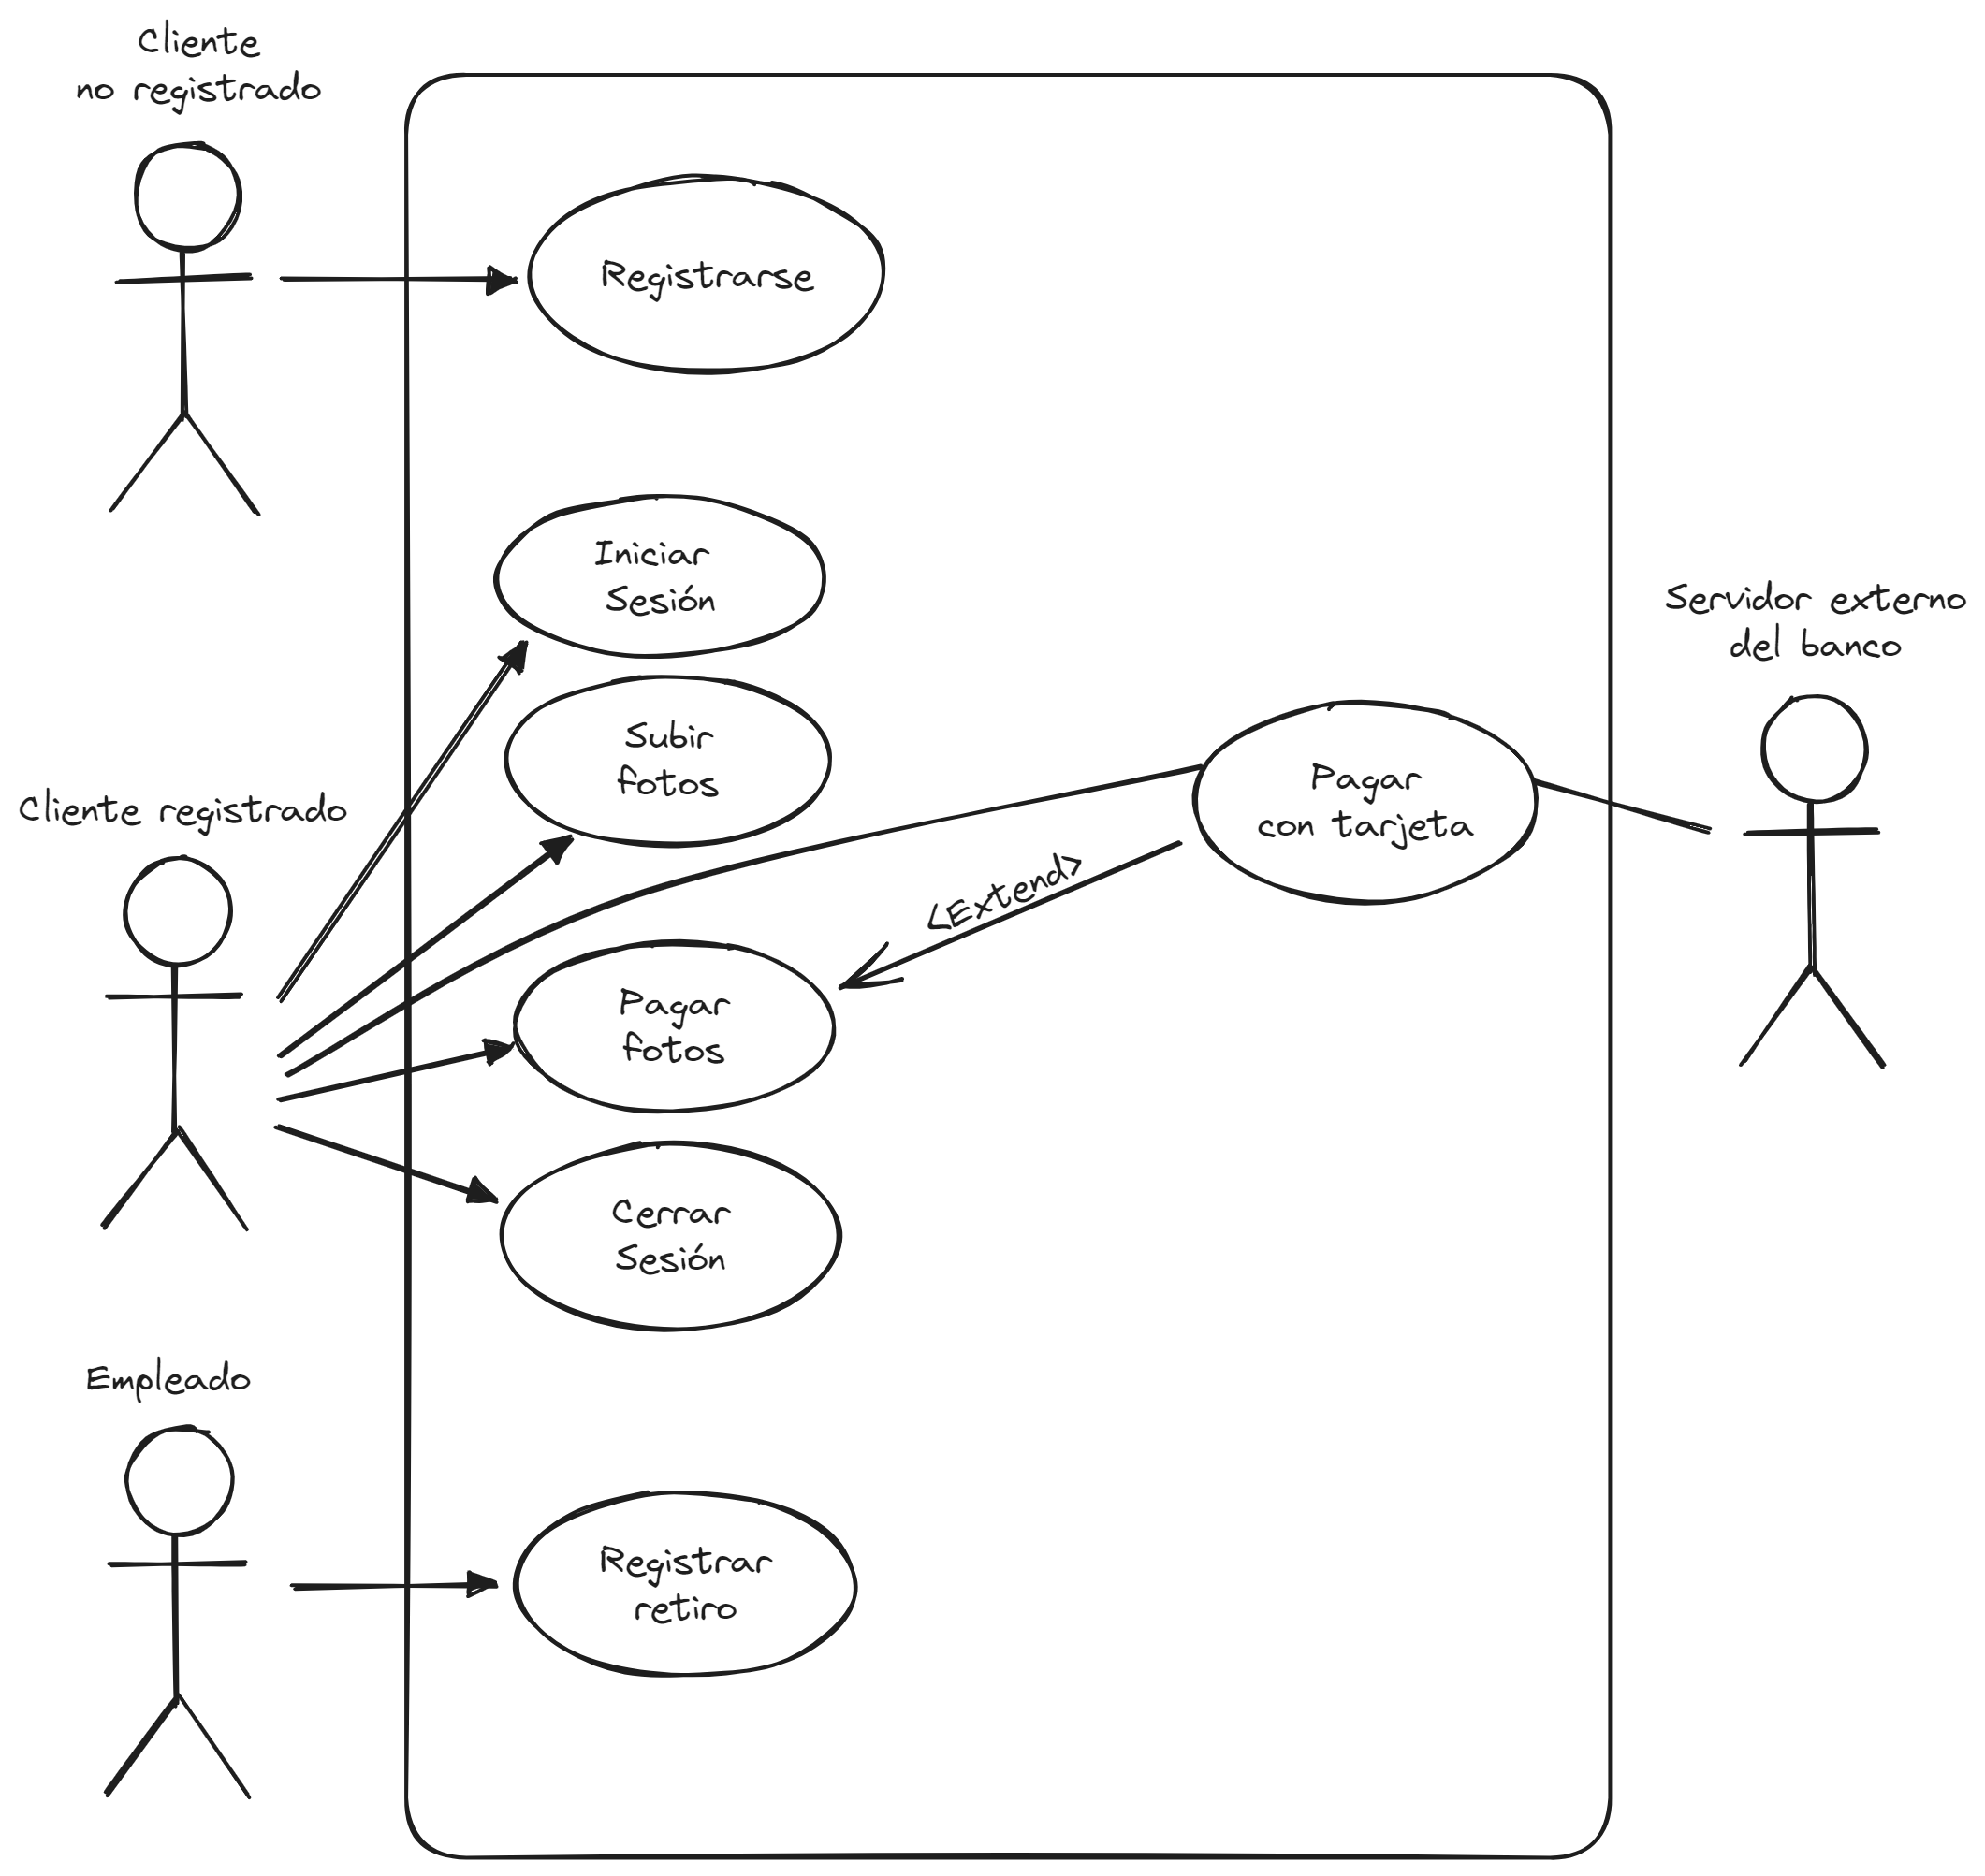 Cliente
no registrado
Registrarse
Iniciar
Sesión
Servidor externo
del banco
Subir
fotos
Pagar
con tarjeta
Cliente registrado
<Extend>
Pagar
fotos
Cerrar
Sesión
Empleado
Registrar
retiro